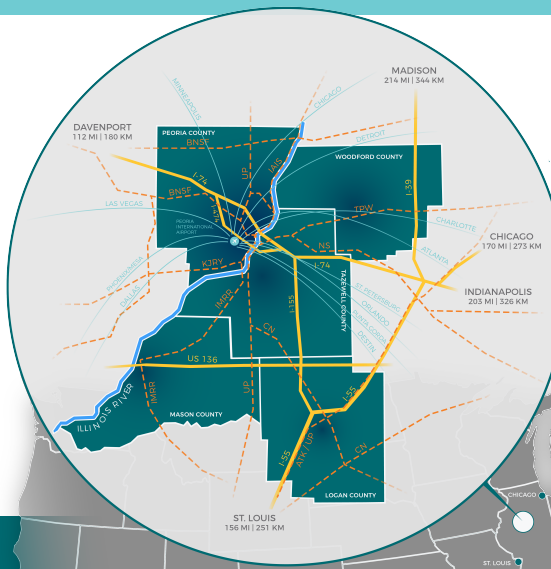 MADISON
214 MI | 344 KM
MINNEAPOLIS
CHICAGO
DAVENPORT
112 MI | 180 KM
PEORIA COUNTY
BNSF
DETROIT
WOODFORD COUNTY
UP
IAIS
I-74
I-39
BNSF
I-474
LAS VEGAS
TPW
PEORIA
INTERNATIONAL
AIRPORT
CHARLOTTE
CHICAGO
170 MI | 273 KM
NS
ATLANTA
KJRY
I-74
PHOENIX/MESA
INDIANAPOLIS
203 MI | 326 KM
ST. PETERSBURG
DALLAS
IMRR
I-155
TAZEWELL COUNTY
ORLANDO
PUNTA GORDA
DESTIN
CN
US 136
IMRR
UP
I-55
ILLINOIS RIVER
MASON COUNTY
I-55
ATK / UP
CN
LOGAN COUNTY
CHICAGO
ST. LOUIS
156 MI | 251 KM
ST. LOUIS